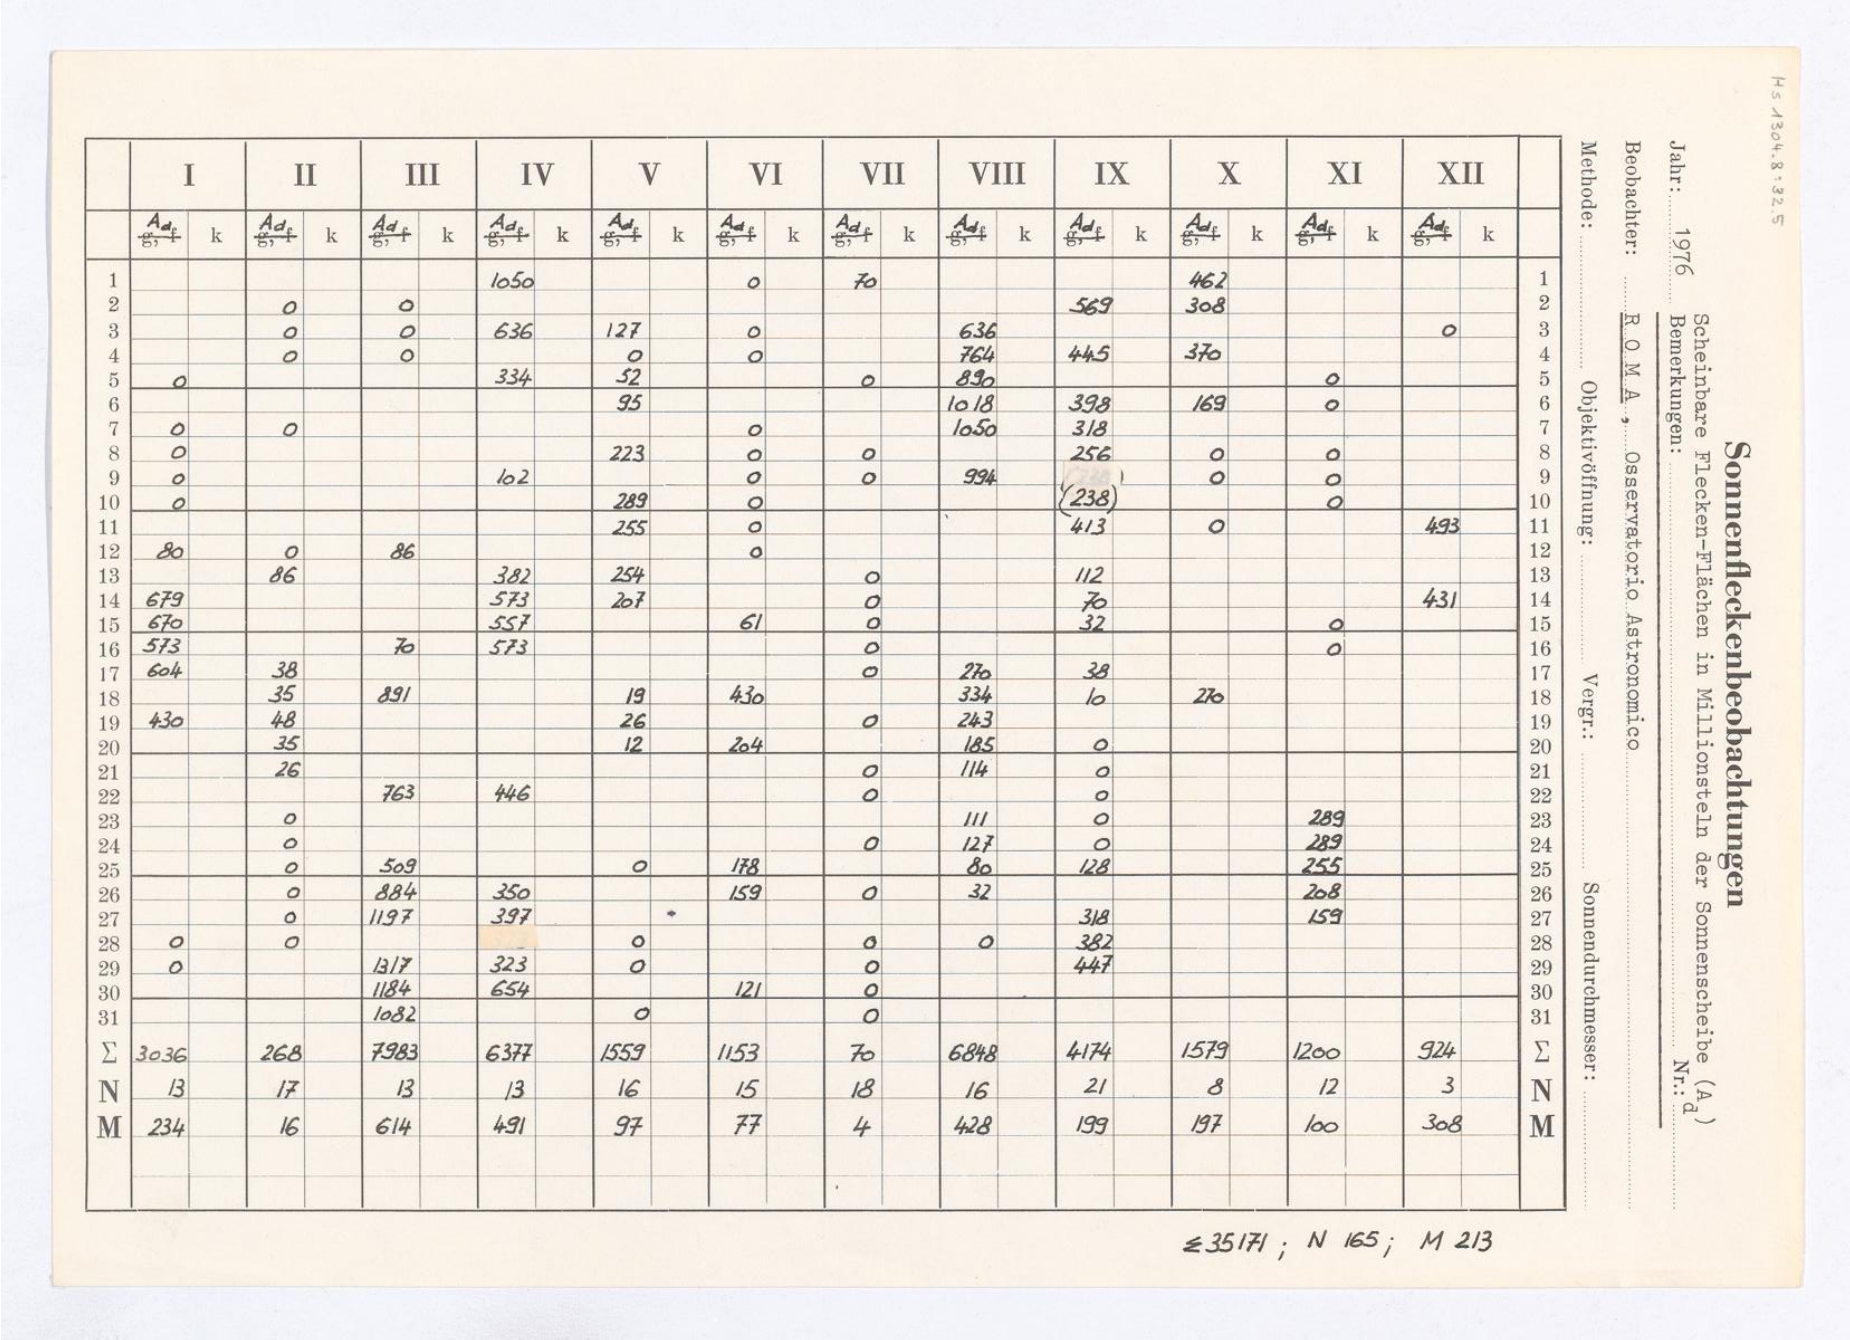 Hs 1304.8:32.5
Sonnenfleckenbeobachtungen
Scheinbare Flecken-Flächen in Millionsteln der Sonnenscheibe (Ad)
Jahr: 1976 Bemerkungen: Nr.:
Beobachter: ROMA, Osservatorio Astronomico
Methode: Objektivöffnung: Vergr.: Sonnendurchmesser:
I II III IV V VI VII VIII IX X XI XII
Ad g, f k Ad g, f k Ad g, f k Ad g, f k Ad g, f k Ad g, f k Ad g, f k Ad g, f k Ad g, f k Ad g, f k Ad g, f k Ad g, f k
1 1050 0 70 462 1
2 0 0 569 308 2
3 0 0 636 127 0 636 0 3
4 0 0 0 0 764 445 370 4
5 0 334 52 0 890 0 5
6 95 1018 398 169 0 6
7 0 0 0 1050 318 7
8 0 223 0 0 256 0 0 8
9 0 102 0 0 994 0 0 9
10 0 289 0 (238) 0 10
11 255 0 413 0 493 11
12 80 0 86 0 12
13 86 382 254 0 112 13
14 679 573 207 0 70 431 14
15 670 557 61 0 32 0 15
16 573 70 573 0 0 16
17 604 38 0 270 38 17
18 35 891 19 430 334 10 270 18
19 430 48 26 0 243 19
20 35 12 204 185 0 20
21 26 0 114 0 21
22 763 446 0 0 22
23 0 111 0 289 23
24 0 0 127 0 289 24
25 0 509 0 178 80 128 255 25
26 0 884 350 159 0 32 208 26
27 0 1197 397 318 159 27
28 0 0 0 0 0 382 28
29 0 1317 323 0 0 447 29
30 1184 654 121 0 30
31 1082 0 0 31
Σ 3036 268 7983 6377 1559 1153 70 6848 4174 1579 1200 924 Σ
N 13 17 13 13 16 15 18 16 21 8 12 3 N
M 234 16 614 491 97 77 4 428 199 197 100 308 M
Σ 35171 ; N 165 ; M 213